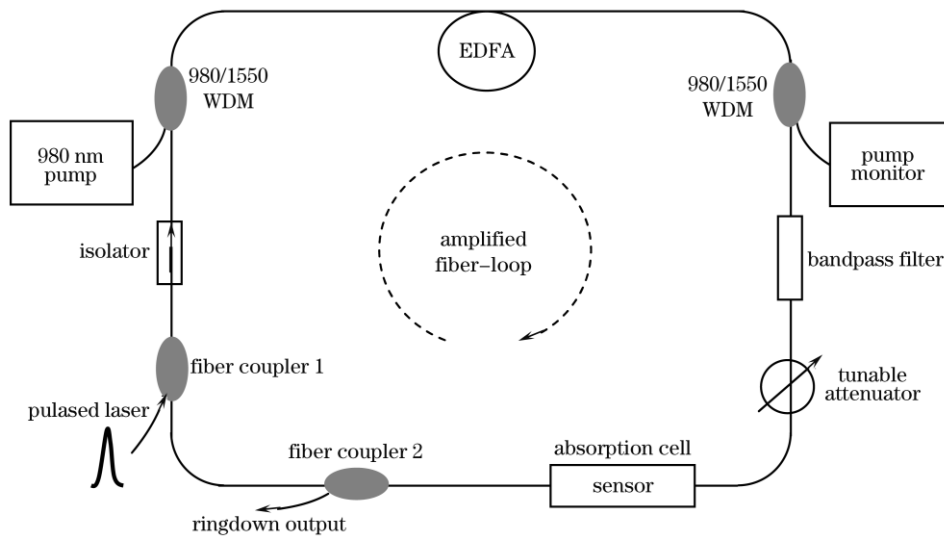 EDFA
980/1550
WDM
980/1550
WDM
980 nm
pump
pump
monitor
isolator
amplified
fiber-loop
bandpass filter
fiber coupler 1
tunable
attenuator
pulased laser
fiber coupler 2
absorption cell
sensor
ringdown output